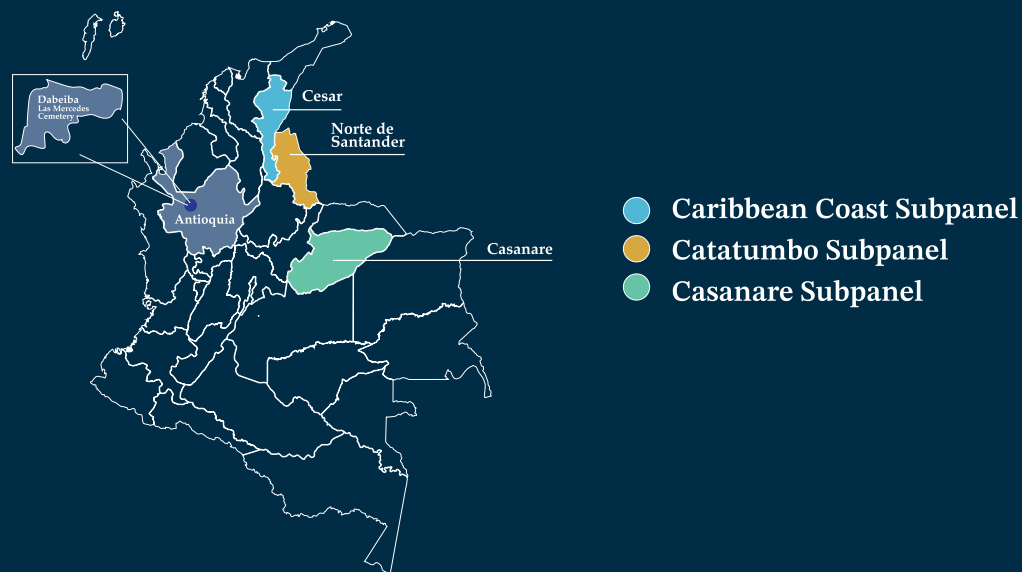 Dabeiba
Las Mercedes
Cemetery
Cesar
Norte de
Santander
Antioquia
Casanare
Caribbean Coast Subpanel
Catatumbo Subpanel
Casanare Subpanel